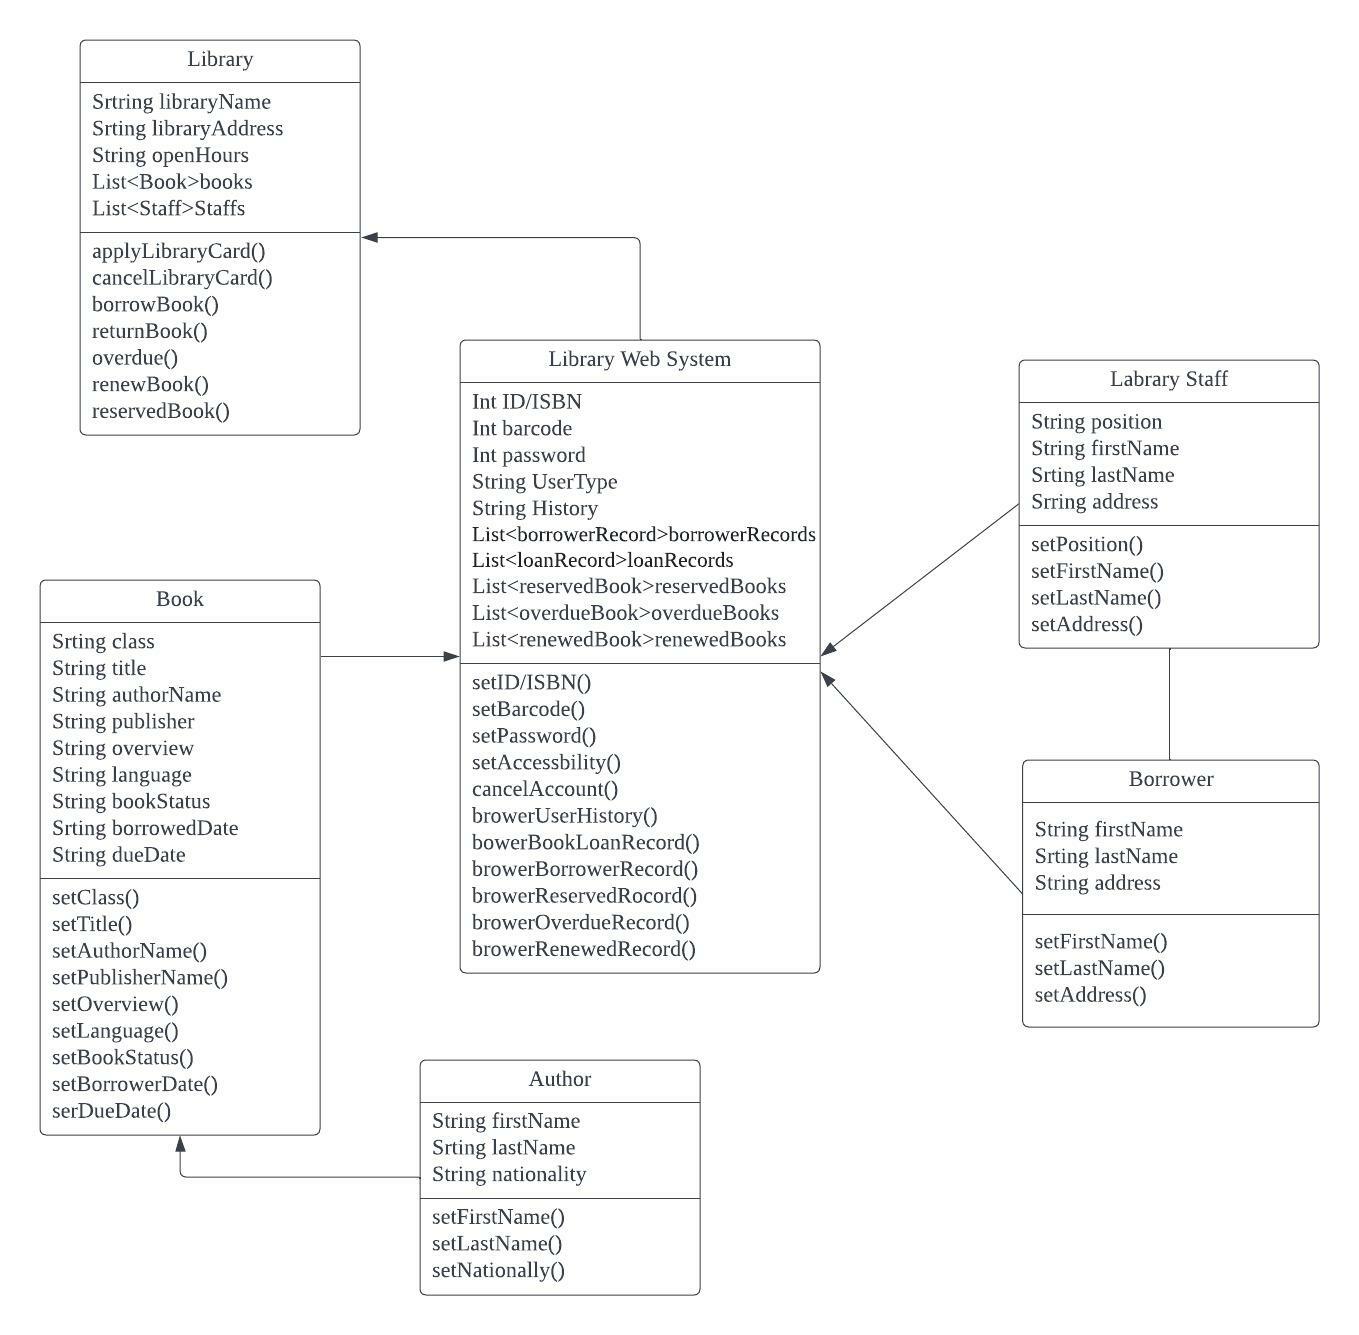 Library
Srtring libraryName
Srting libraryAddress
String openHours
List<Book>books
List<Staff>Staffs
applyLibraryCard()
cancelLibraryCard()
borrowBook()
returnBook()
overdue()
renewBook()
reservedBook()
Library Web System
Int ID/ISBN
Int barcode
Int password
String UserType
String History
List<borrowerRecord>borrowerRecords
List<loanRecord>loanRecords
List<reservedBook>reservedBooks
List<overdueBook>overdueBooks
List<renewedBook>renewedBooks
setID/ISBN()
setBarcode()
setPassword()
setAccessbility()
cancelAccount()
browerUserHistory()
bowerBookLoanRecord()
browerBorrowerRecord()
browerReservedRocord()
browerOverdueRecord()
browerRenewedRecord()
Labrary Staff
String position
String firstName
Srting lastName
Srring address
setPosition()
setFirstName()
setLastName()
setAddress()
Book
Srting class
String title
String authorName
String publisher
String overview
String language
String bookStatus
Srting borrowedDate
String dueDate
setClass()
setTitle()
setAuthorName()
setPublisherName()
setOverview()
setLanguage()
setBookStatus()
setBorrowerDate()
serDueDate()
Borrower
String firstName
Srting lastName
String address
setFirstName()
setLastName()
setAddress()
Author
String firstName
Srting lastName
String nationality
setFirstName()
setLastName()
setNationally()